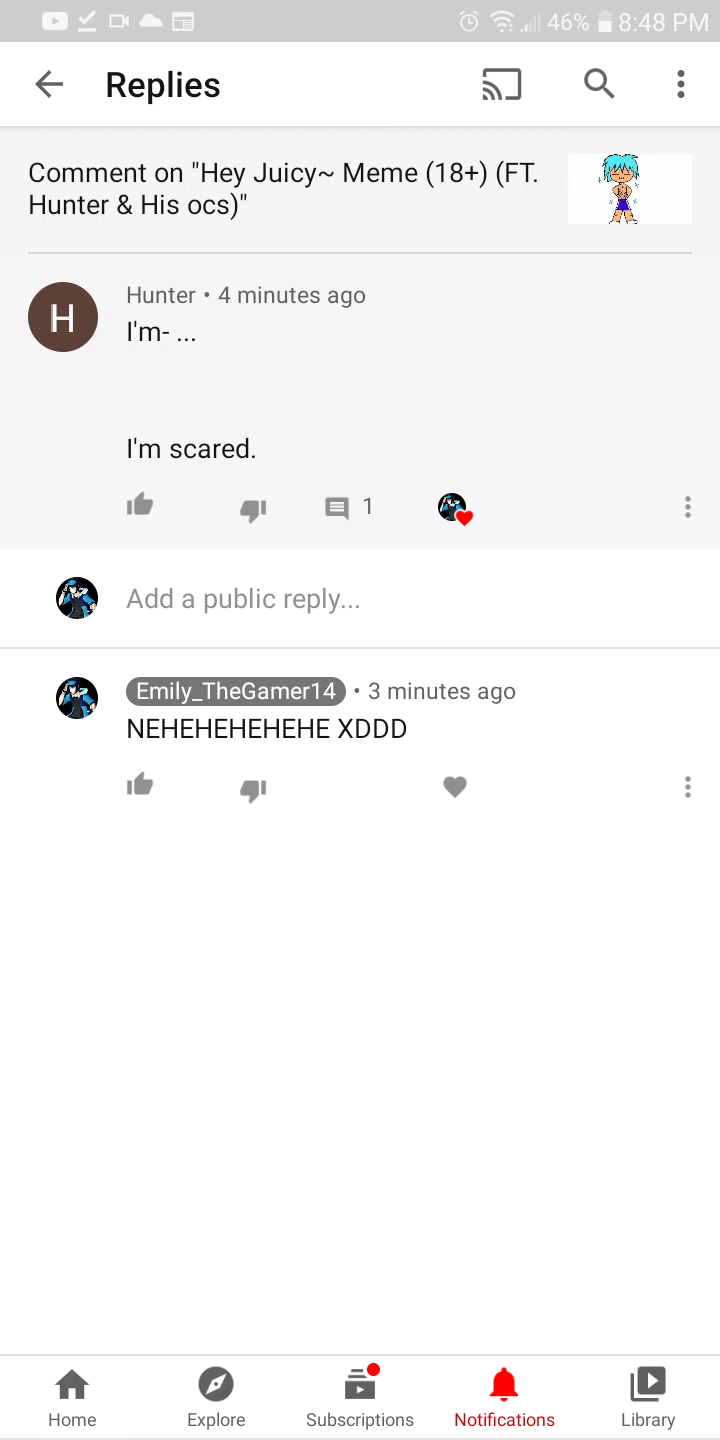 46% 8:48 PM
Replies
Comment on "Hey Juicy~ Meme (18+) (FT.
Hunter & His ocs)"
H
Hunter • 4 minutes ago
I'm- ...
I'm scared.
1
Add a public reply...
Emily_TheGamer14 • 3 minutes ago
NEHEHEHEHEHE XDDD
Home Explore Subscriptions Notifications Library